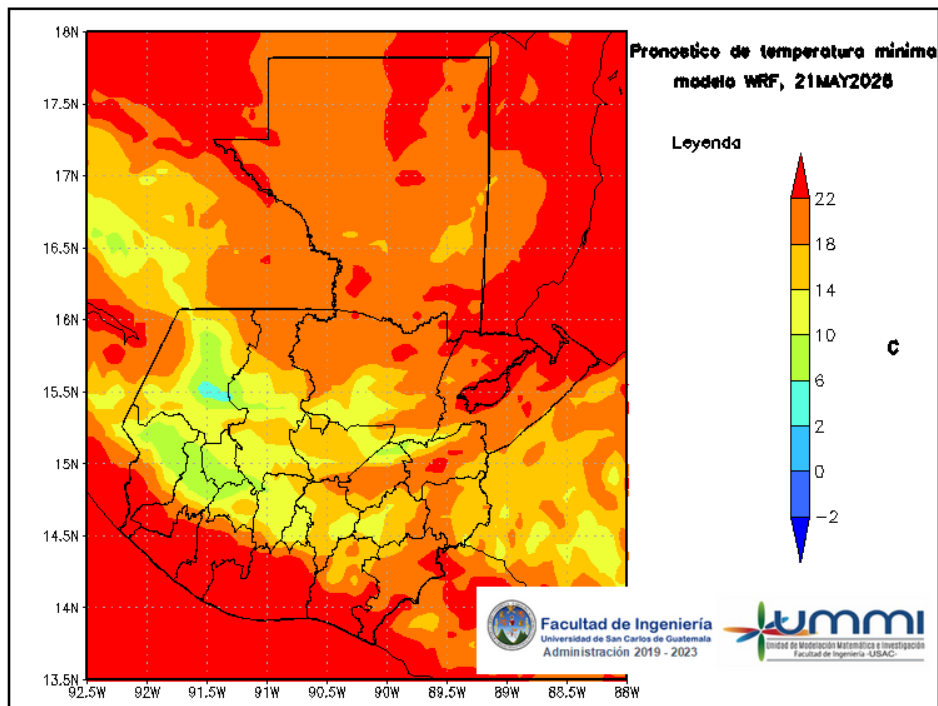 Pronostico de temperatura minima
modelo WRF, 21MAY2026
Leyenda
22
18
14
10
6
2
0
-2
C
18N
17.5N
17N
16.5N
16N
15.5N
15N
14.5N
14N
13.5N
92.5W 92W 91.5W 91W 90.5W 90W 89.5W 89W 88.5W 88W
Facultad de Ingeniería
Universidad de San Carlos de Guatemala
Administración 2019 - 2023
ummi
Unidad de Modelación Matemática e Investigación
Facultad de Ingeniería -USAC-